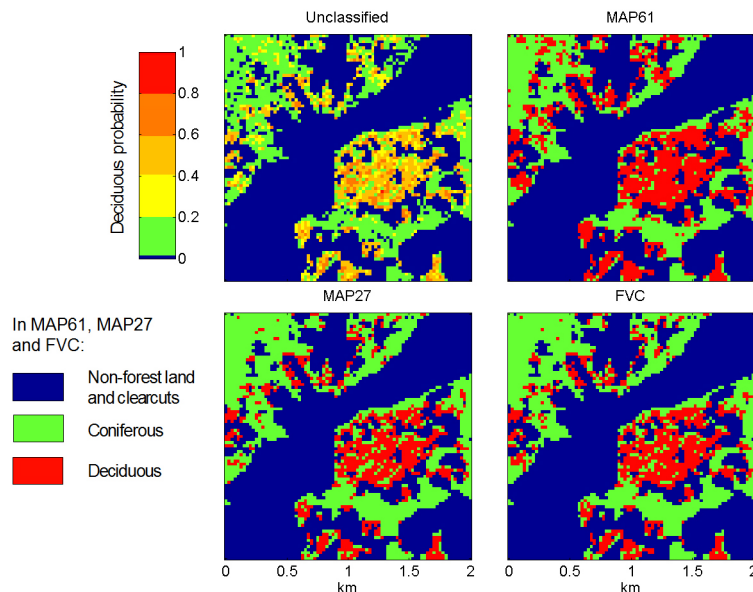 Unclassified
MAP61
Deciduous probability
1
0.8
0.6
0.4
0.2
0
MAP27
FVC
In MAP61, MAP27
and FVC:
Non-forest land
and clearcuts
Coniferous
Deciduous
0 0.5 1 1.5 2
km
0 0.5 1 1.5 2
km